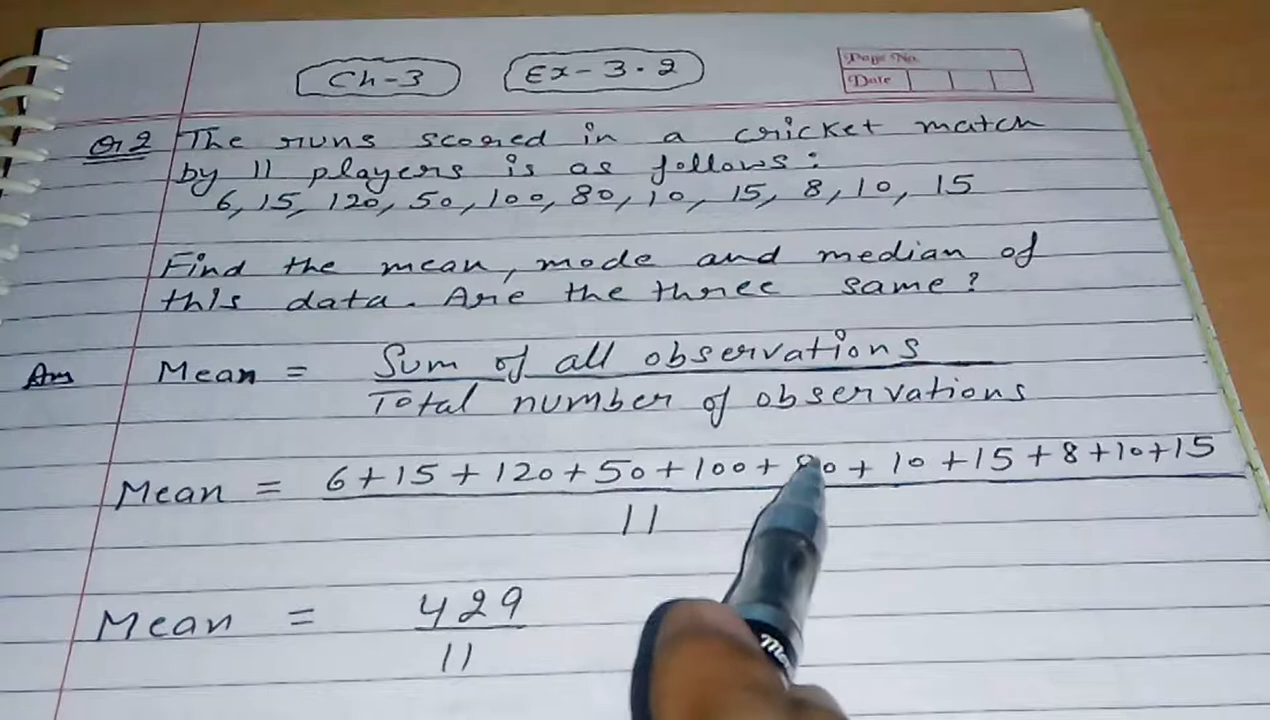 Ch-3 Ex-3.2
Page No.
Date
Q2 The runs scored in a cricket match
by 11 players is as follows:
6, 15, 120, 50, 100, 80, 10, 15, 8, 10, 15
Find the mean, mode and median of
this data. Are the three same?
Ans Mean = Sum of all observations
Total number of observations
Mean = 6+15+120+50+100+80+10+15+8+10+15
11
Mean = 429
11